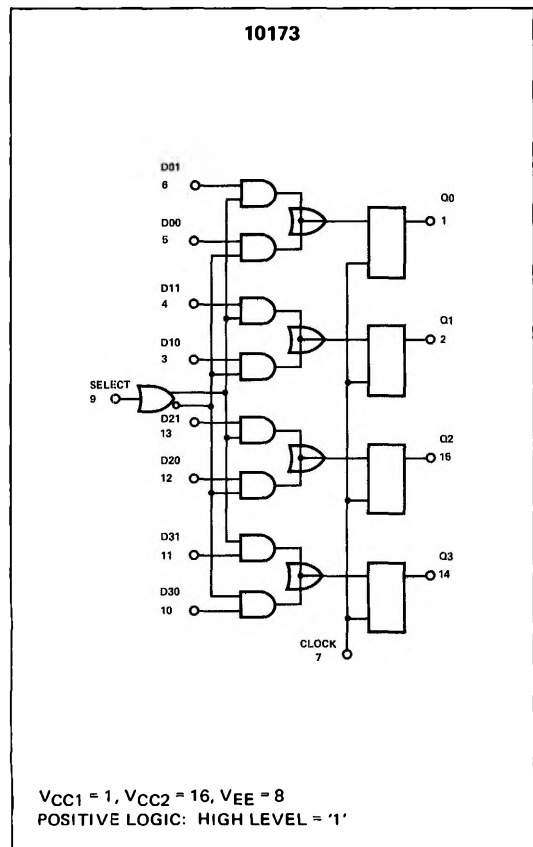 10173
D01
6
Q0
1
D00
5
D11
4
Q1
2
D10
3
SELECT
9
D21
13
Q2
16
D20
12
D31
11
Q3
14
D30
10
CLOCK
7
VCC1 = 1, VCC2 = 16, VEE = 8
POSITIVE LOGIC: HIGH LEVEL = '1'